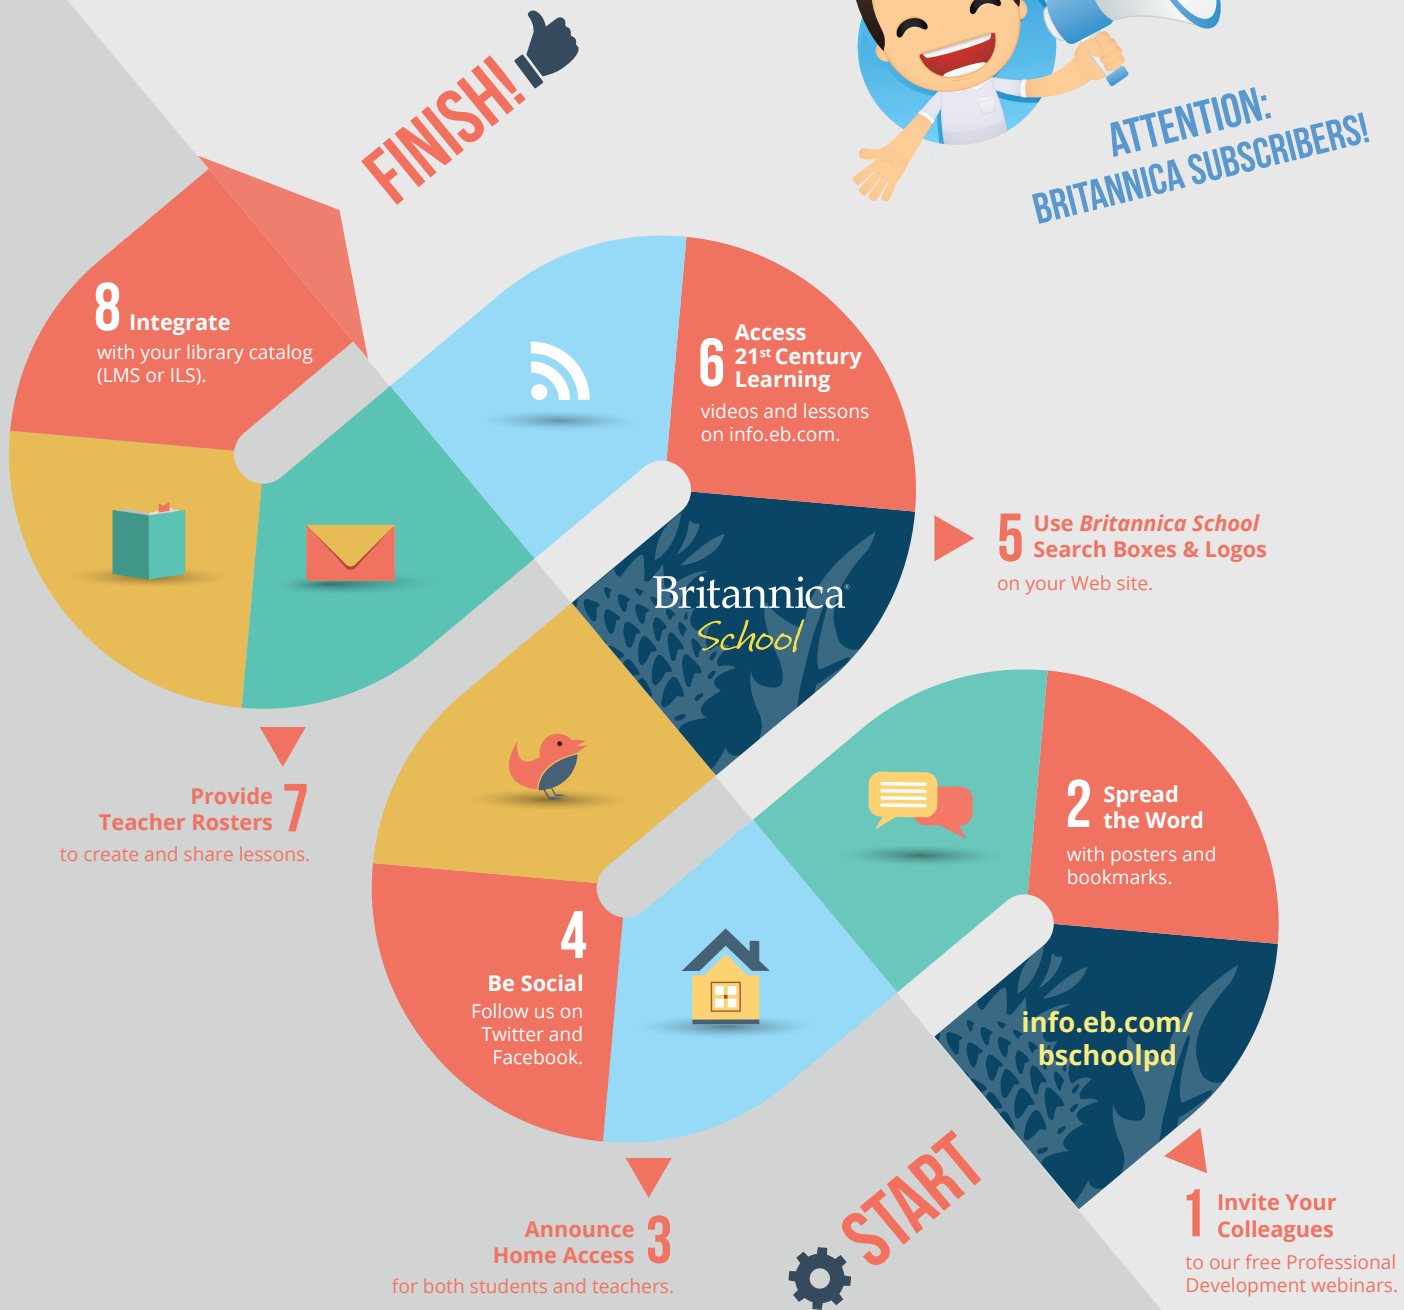 FINISH!
ATTENTION:
BRITANNICA SUBSCRIBERS!
8 Integrate
with your library catalog
(LMS or ILS).
6 Access
21st Century
Learning
videos and lessons
on info.eb.com.
5 Use Britannica School
Search Boxes & Logos
on your Web site.
Britannica®
School
Provide
Teacher Rosters 7
to create and share lessons.
2 Spread
the Word
with posters and
bookmarks.
4
Be Social
Follow us on
Twitter and
Facebook.
info.eb.com/
bschoolpd
START
1 Invite Your
Colleagues
to our free Professional
Development webinars.
Announce
Home Access 3
for both students and teachers.